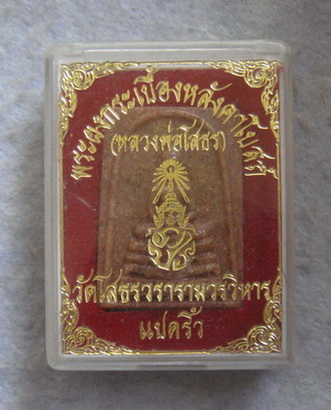 พระผงกระเบื้องหลังคาโบสถ์
(หลวงพ่อโสธร)
วัดโสธรวรารามวรวิหาร
แปดริ้ว